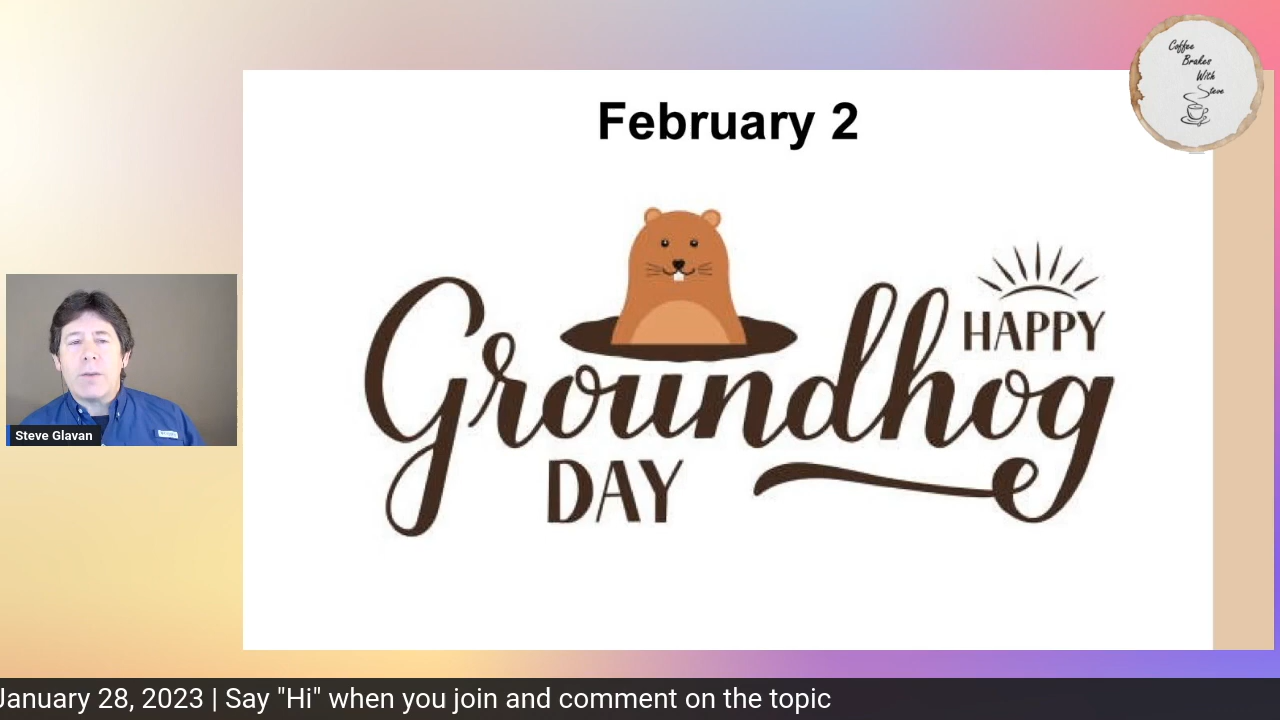 February 2
Coffee
Brakes
With
Steve
HAPPY
Groundhog
DAY
Steve Glavan
January 28, 2023 | Say "Hi" when you join and comment on the topic